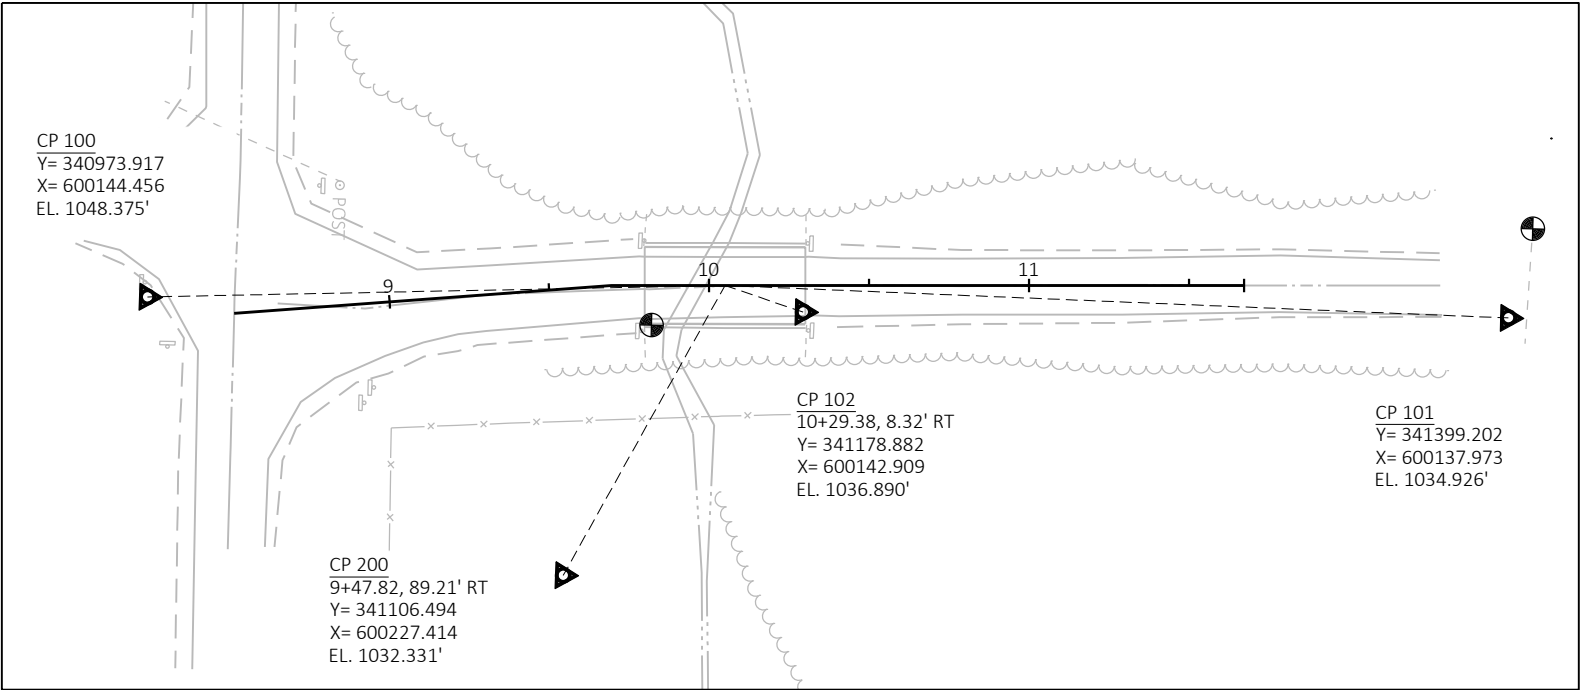 CP 100
Y= 340973.917
X= 600144.456
EL. 1048.375'
POST
9
10
11
CP 102
10+29.38, 8.32' RT
Y= 341178.882
X= 600142.909
EL. 1036.890'
CP 101
Y= 341399.202
X= 600137.973
EL. 1034.926'
CP 200
9+47.82, 89.21' RT
Y= 341106.494
X= 600227.414
EL. 1032.331'